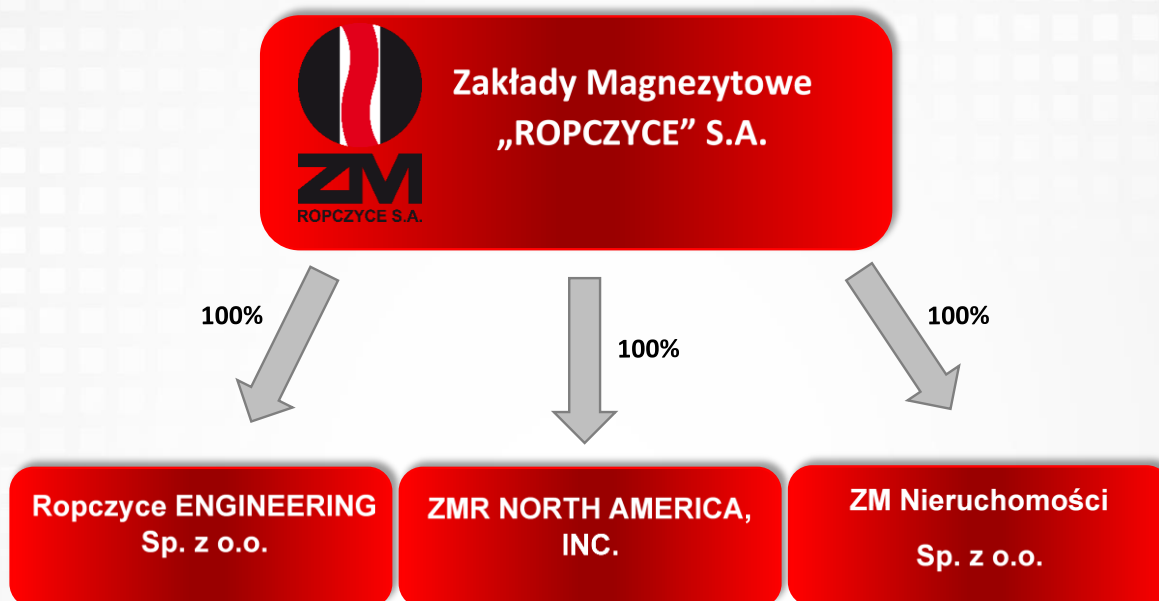 Zakłady Magnezytowe
„ROPCZYCE” S.A.
ZM
ROPCZYCE S.A.
100%
100%
100%
Ropczyce ENGINEERING
Sp. z o.o.
ZMR NORTH AMERICA,
INC.
ZM Nieruchomości
Sp. z o.o.